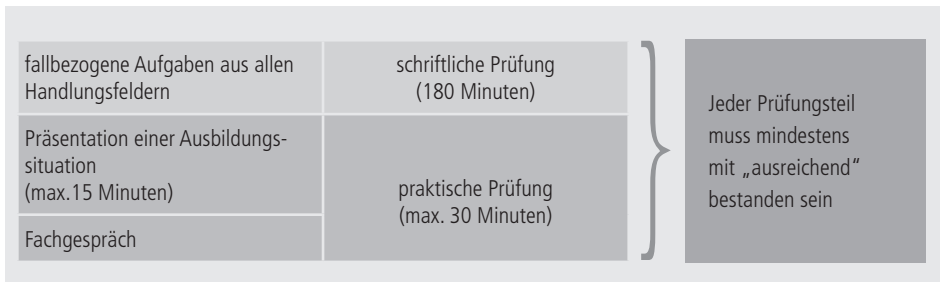 fallbezogene Aufgaben aus allen
Handlungsfeldern
schriftliche Prüfung
(180 Minuten)
Präsentation einer Ausbildungs-
situation
(max.15 Minuten)
praktische Prüfung
(max. 30 Minuten)
Fachgespräch
Jeder Prüfungsteil
muss mindestens
mit „ausreichend“
bestanden sein